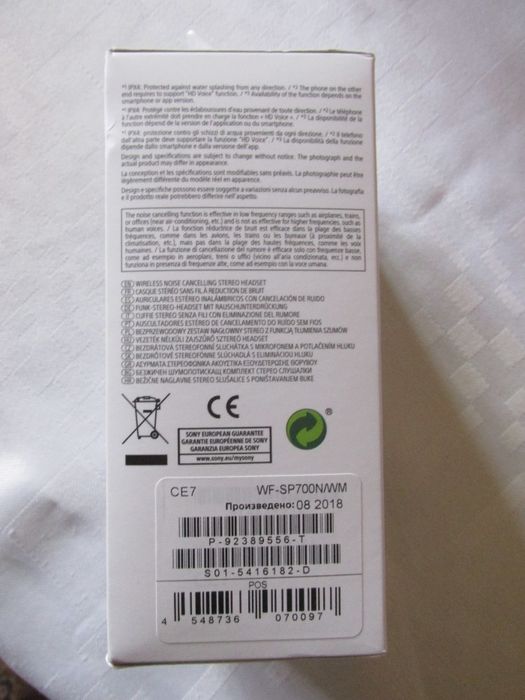 *1 IPX4: Protected against water splashing from any direction. / *2 The phone on the other
end requires to support "HD Voice" function. / *3 Availability of the function depends on the
smartphone or app version.
*1 IPX4: Protégé contre les éclaboussures d'eau provenant de toute direction. / *2 Le téléphone
à l'autre extrémité doit prendre en charge la fonction « HD Voice ». / *3 La disponibilité de la
fonction dépend de la version de l'application ou du smartphone.
*1 IPX4: protezione contro gli schizzi di acqua provenienti da ogni direzione. / *2 Il telefono
dall'altra parte deve supportare la funzione "HD Voice". / *3 La disponibilità della funzione
dipende dallo smartphone e dalla versione dell'app.
Design and specifications are subject to change without notice. The photograph and the
actual product may differ in appearance.
La conception et les spécifications sont modifiables sans préavis. La photographie peut être
légèrement différente du modèle réel en apparence.
Design e specifiche possono essere soggette a variazioni senza alcun preavviso. La fotografia
e il prodotto reale potrebbero differire nell'aspetto.
The noise cancelling function is effective in low frequency ranges such as airplanes, trains,
or offices (near air-conditioning, etc.) and is not as effective for higher frequencies, such as
human voices. / La fonction réductrice de bruit est efficace dans la plage des basses
fréquences, comme dans les avions, les trains ou les bureaux (à proximité de la
climatisation, etc.), mais pas dans la plage des hautes fréquences, comme les voix
humaines. / La funzione di cancellazione del rumore è efficace solo con frequenze basse,
come ad esempio in aeroplani, treni o uffici (vicino all'aria condizionata, ecc.) e non
funziona in presenza di frequenze alte, come ad esempio con la voce umana.
EN WIRELESS NOISE CANCELLING STEREO HEADSET
FR CASQUE STÉRÉO SANS FIL À RÉDUCTION DE BRUIT
ES AURICULARES ESTÉREO INALÁMBRICOS CON CANCELACIÓN DE RUIDO
DE FUNK-STEREO-HEADSET MIT RAUSCHUNTERDRÜCKUNG
IT CUFFIE STEREO SENZA FILI CON ELIMINAZIONE DEL RUMORE
PT AUSCULTADORES ESTÉREO DE CANCELAMENTO DO RUÍDO SEM FIOS
PL BEZPRZEWODOWY ZESTAW NAGŁOWNY STEREO Z FUNKCJĄ TŁUMIENIA SZUMÓW
HU VEZETÉK NÉLKÜLI ZAJSZŰRŐ SZTEREÓ HEADSET
CZ BEZDRÁTOVÁ STEREOFONNÍ SLUCHÁTKA S MIKROFONEM A POTLAČENÍM HLUKU
SK BEZDRÔTOVÉ STEREOFÓNNE SLÚCHADLÁ S ELIMINÁCIOU HLUKU
GR ΑΣΥΡΜΑΤΑ ΣΤΕΡΕΟΦΩΝΙΚΑ ΑΚΟΥΣΤΙΚΑ ΕΞΟΥΔΕΤΕΡΩΣΗΣ ΘΟΡΥΒΟΥ
BG БЕЗЖИЧЕН ШУМОПОТИСКАЩ КОМПЛЕКТ СТЕРЕО СЛУШАЛКИ
HR BEŽIČNE NAGLAVNE STEREO SLUŠALICE S PONIŠTAVANJEM BUKE
CE
®
SONY EUROPEAN GUARANTEE
GARANTIE EUROPÉENNE DE SONY
GARANZIA EUROPEA SONY
www.sony.eu/mysony
CE7 WF-SP700N/WM
Произведено: 08 2018
P-92389556-T
S01-5416182-D
POS
4 548736 070097